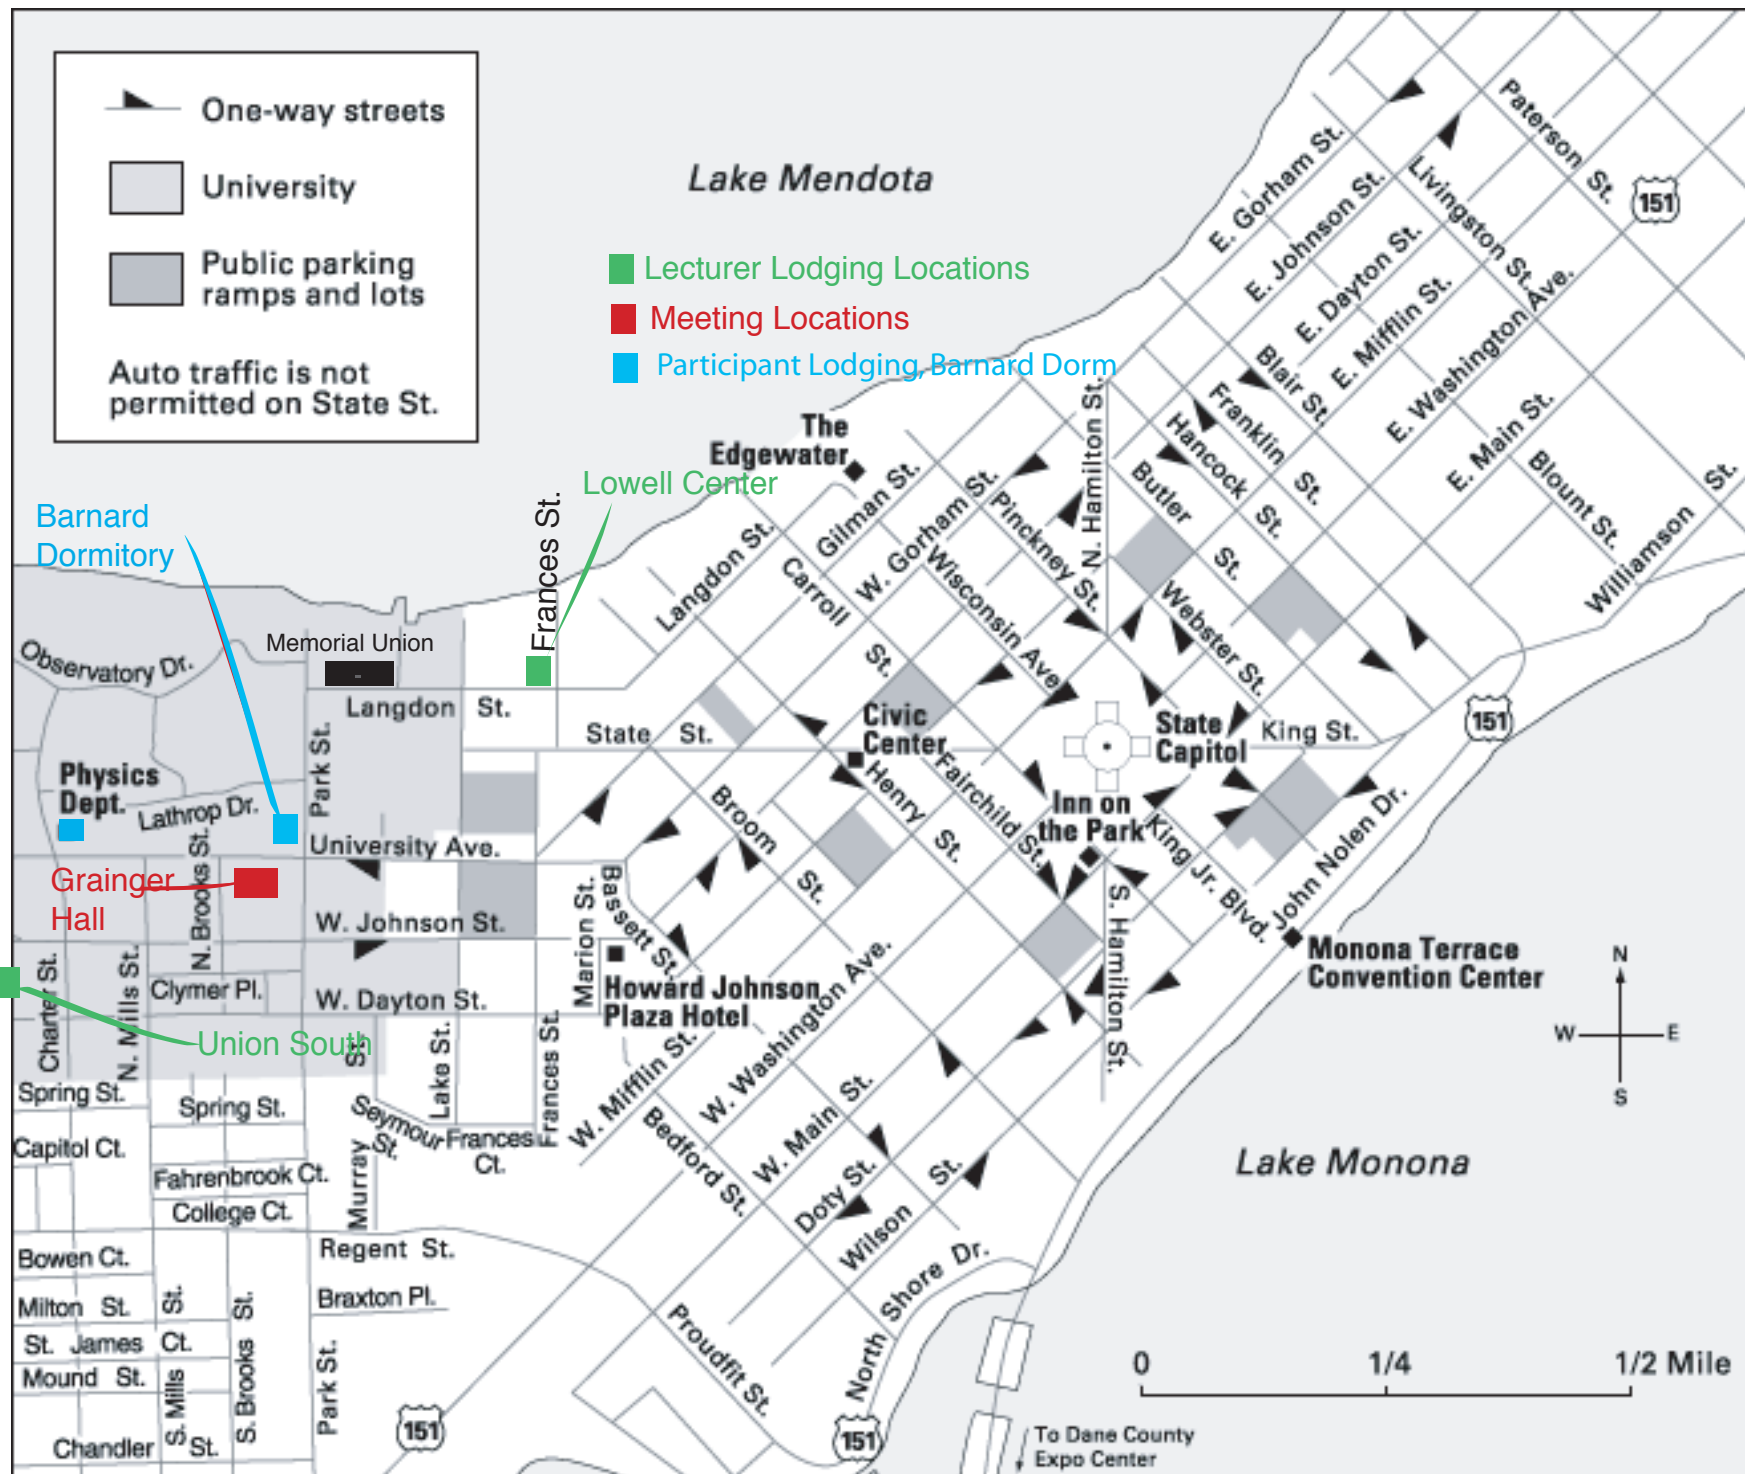 One-way streets
University
Public parking
ramps and lots
Auto traffic is not
permitted on State St.
Lake Mendota
Lecturer Lodging Locations
Meeting Locations
Participant Lodging, Barnard Dorm
Paterson St.
151
E. Gorham St.
E. Johnson St.
Livingston St.
E. Dayton St.
E. Mifflin St.
E. Washington Ave.
Blair St.
Franklin St.
Hancock St.
Butler St.
E. Main St.
Blount St.
Williamson St.
N. Hamilton St.
The
Edgewater
Lowell Center
Gilman St.
W. Gorham St.
Pinckney St.
Wisconsin Ave.
Webster St.
Langdon St.
Carroll St.
Barnard
Dormitory
Frances St.
Memorial Union
Observatory Dr.
Langdon St.
State St.
Civic
Center
State
Capitol
King St.
151
Physics
Dept.
Lathrop Dr.
Park St.
University Ave.
Broom St.
Henry St.
Fairchild St.
Inn on
the Park
King Jr. Blvd.
John Nolen Dr.
Grainger
Hall
N. Brooks St.
W. Johnson St.
Marion St.
Bassett St.
S. Hamilton St.
Monona Terrace
Convention Center
Howard Johnson
Plaza Hotel
W. Washington Ave.
Charter St.
N. Mills St.
Clymer Pl.
W. Dayton St.
Union South
St.
Lake St.
Frances St.
W. Mifflin St.
N
W
E
S
Spring St.
Spring St.
Seymour St.
Frances
Ct.
Bedford St.
W. Main St.
Doty St.
Wilson St.
Lake Monona
Capitol Ct.
Fahrenbrook Ct.
College Ct.
Murray
Regent St.
Bowen Ct.
Braxton Pl.
Milton St.
St. James Ct.
Mound St.
Chandler St.
S. Mills St.
S. Brooks St.
Park St.
Proudfit St.
North Shore Dr.
151
151
0
1/4
1/2 Mile
To Dane County
Expo Center